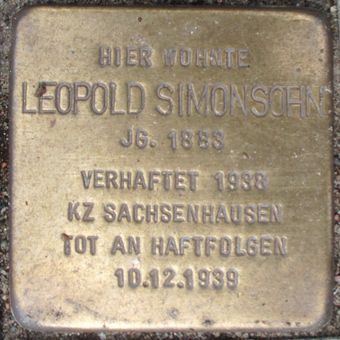 HIER WOHNTE
LEOPOLD SIMONSOHN
JG. 1883
VERHAFTET 1938
KZ SACHSENHAUSEN
TOT AN HAFTFOLGEN
10.12.1939